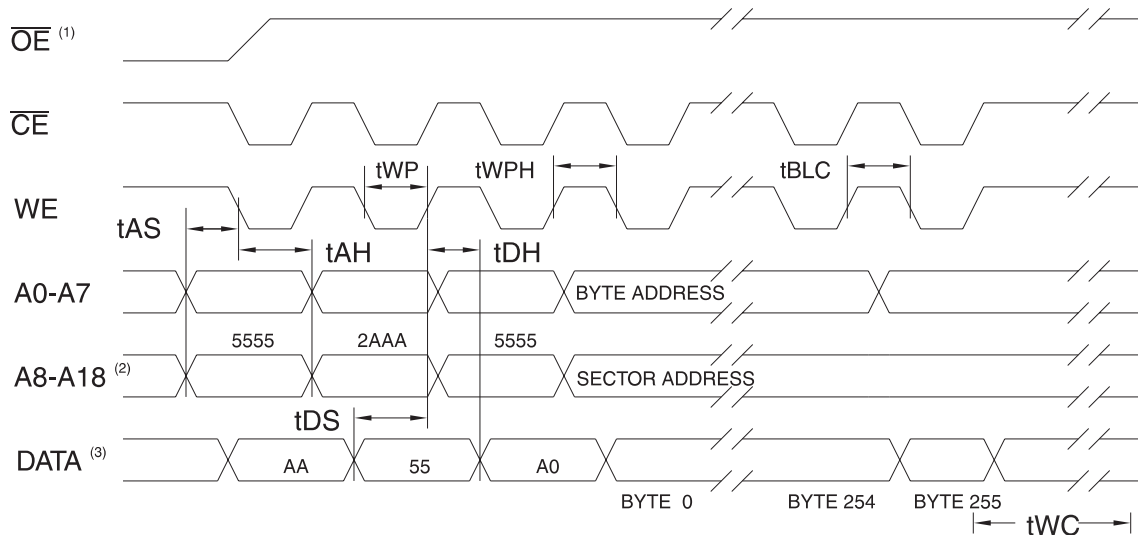 OE (1)
CE
tWP tWPH tBLC
WE
tAS
tAH tDH
A0-A7 BYTE ADDRESS
5555 2AAA 5555
A8-A18 (2) SECTOR ADDRESS
tDS
DATA (3) AA 55 A0
BYTE 0 BYTE 254 BYTE 255
tWC